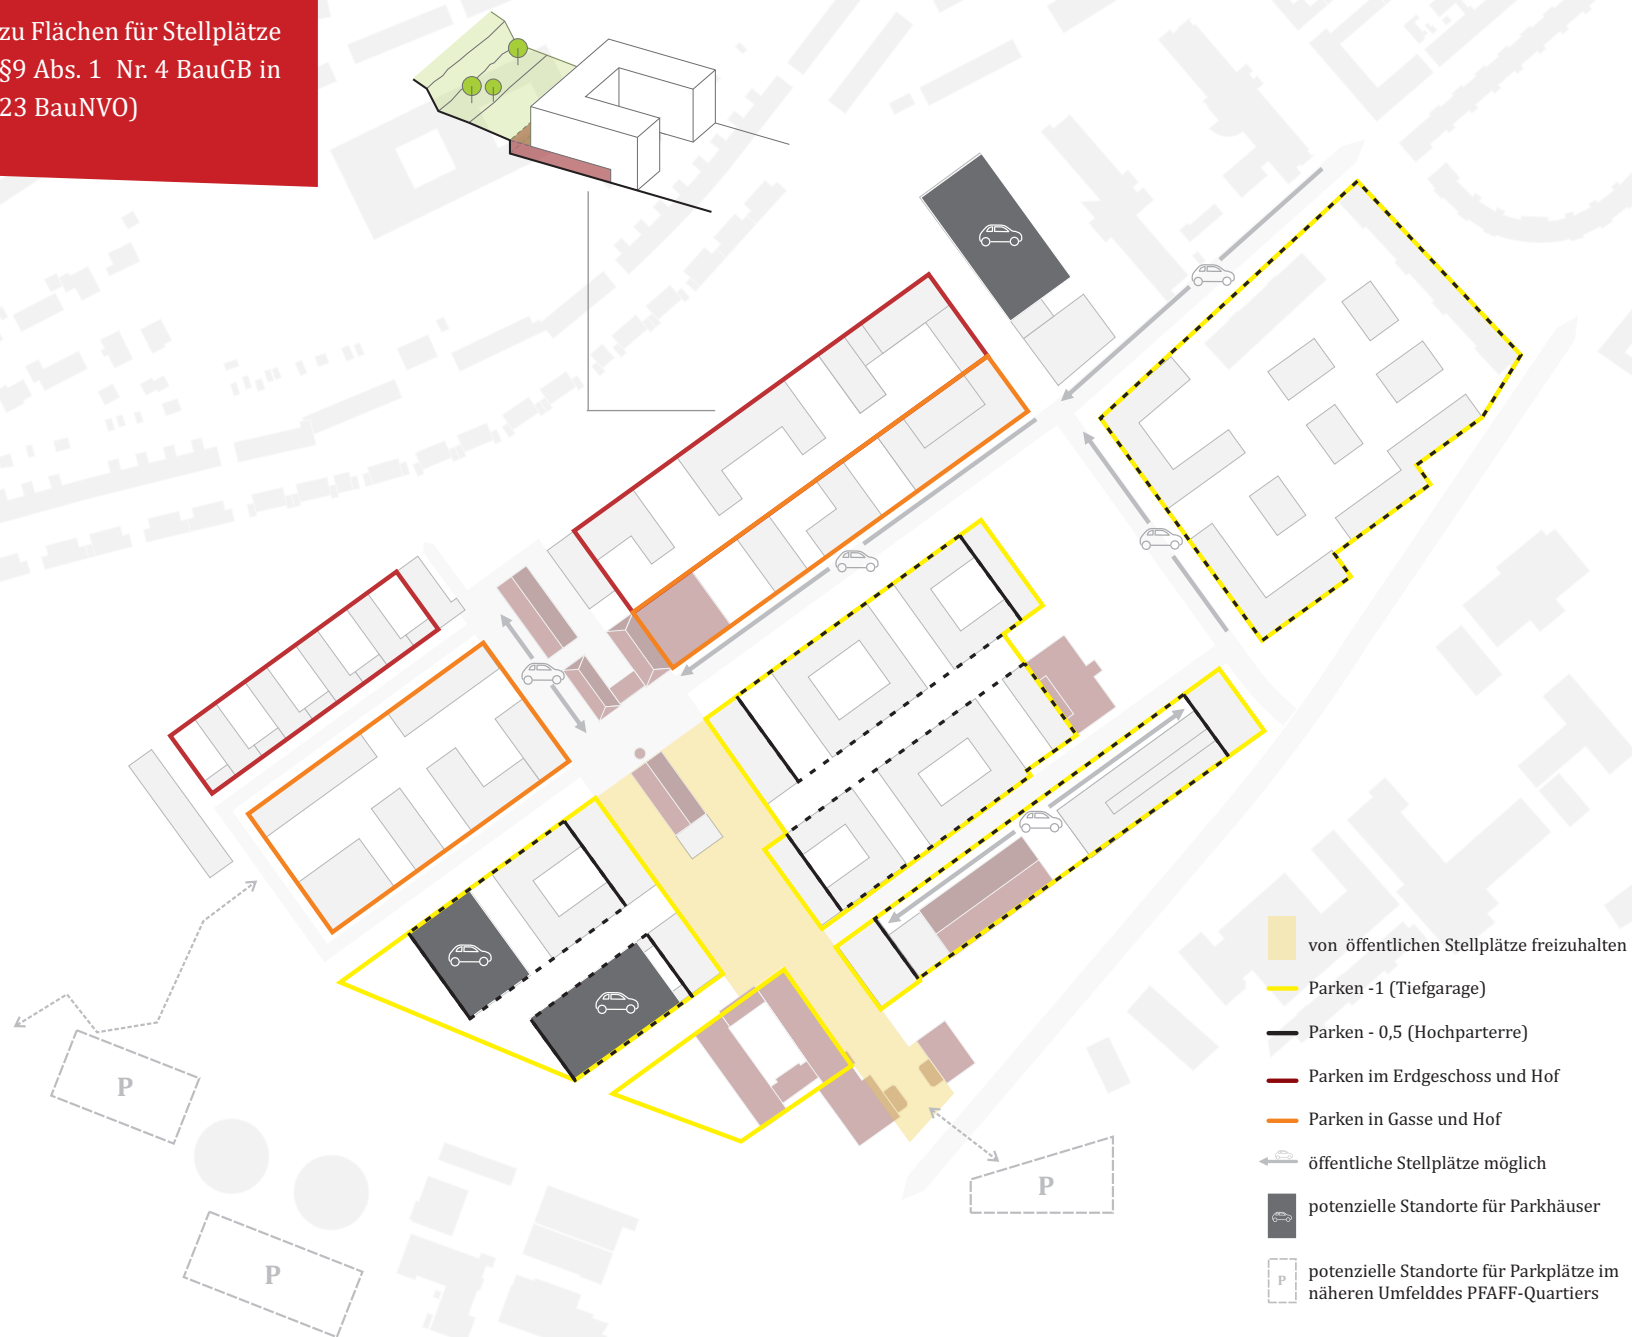 zu Flächen für Stellplätze
§9 Abs. 1 Nr. 4 BauGB in
23 BauNVO)
P
P
P
von öffentlichen Stellplätze freizuhalten
Parken -1 (Tiefgarage)
Parken - 0,5 (Hochparterre)
Parken im Erdgeschoss und Hof
Parken in Gasse und Hof
öffentliche Stellplätze möglich
potenzielle Standorte für Parkhäuser
P
potenzielle Standorte für Parkplätze im
näheren Umfelddes PFAFF-Quartiers